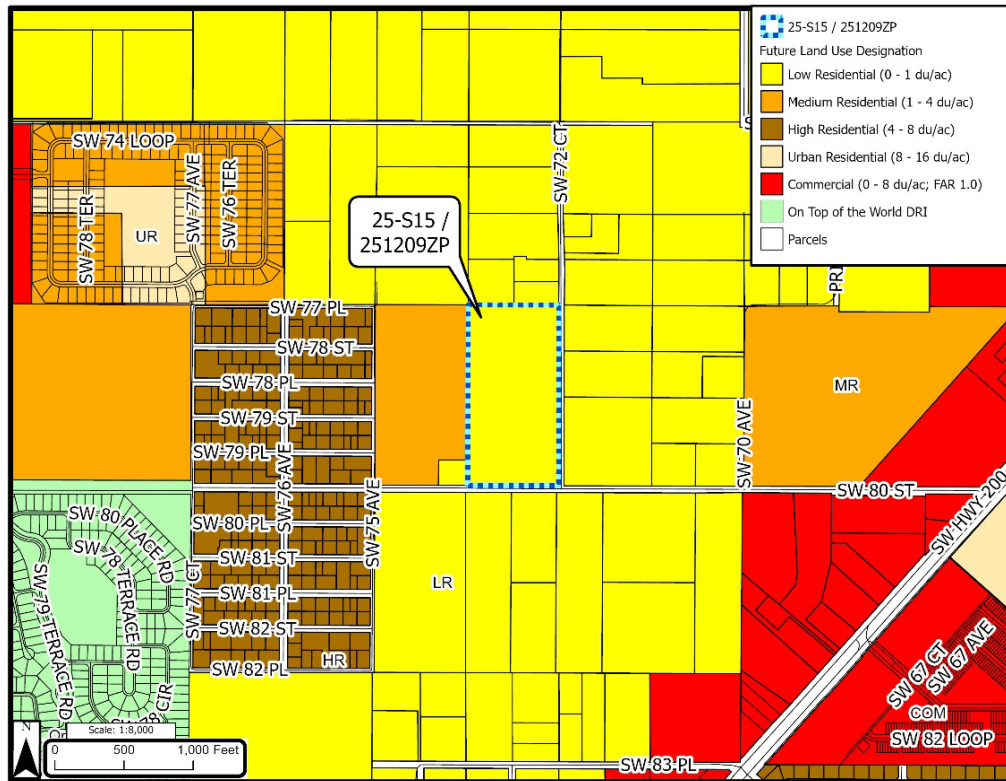 25-S15 / 251209ZP
Future Land Use Designation
Low Residential (0 - 1 du/ac)
Medium Residential (1 - 4 du/ac)
High Residential (4 - 8 du/ac)
Urban Residential (8 - 16 du/ac)
Commercial (0 - 8 du/ac; FAR 1.0)
On Top of the World DRI
Parcels
SW 74 LOOP
SW 77 AVE
SW 76 TER
SW 78 TER
UR
SW 72 CT
25-S15 /
251209ZP
SW 77 PL
SW 78 ST
SW 78 PL
SW 79 ST
SW 79 PL
SW 76 AVE
SW 75 AVE
MR
SW 70 AVE
SW 80 ST
SW HWY 200
SW 80 PLACE RD
SW 78 TERRACE RD
SW 79 TERRACE RD
SW 77 CT
SW 80 PL
SW 81 ST
SW 81 PL
SW 82 ST
SW 82 PL
HR
LR
SW 67 CT
SW 67 AVE
COM
SW 82 LOOP
SW 83 PL
N
Scale: 1:8,000
0 500 1,000 Feet